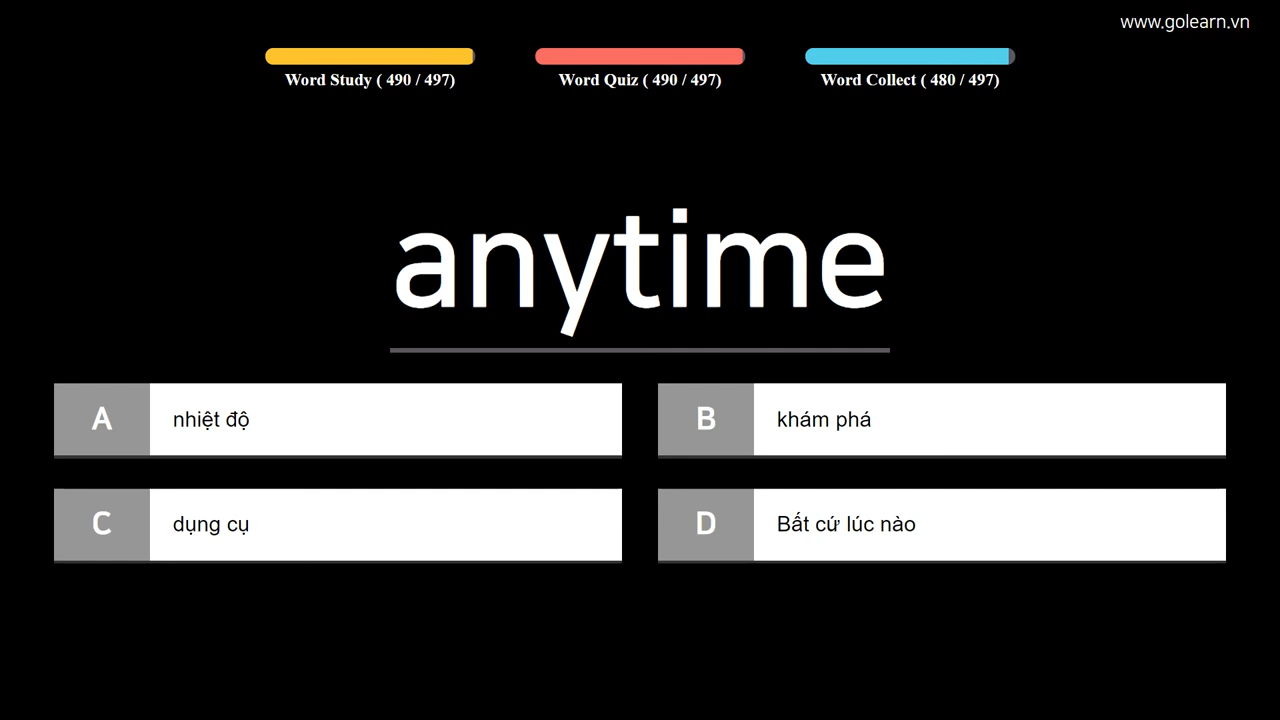 www.golearn.vn
Word Study ( 490 / 497)
Word Quiz ( 490 / 497)
Word Collect ( 480 / 497)
anytime
A nhiệt độ
B khám phá
C dụng cụ
D Bất cứ lúc nào